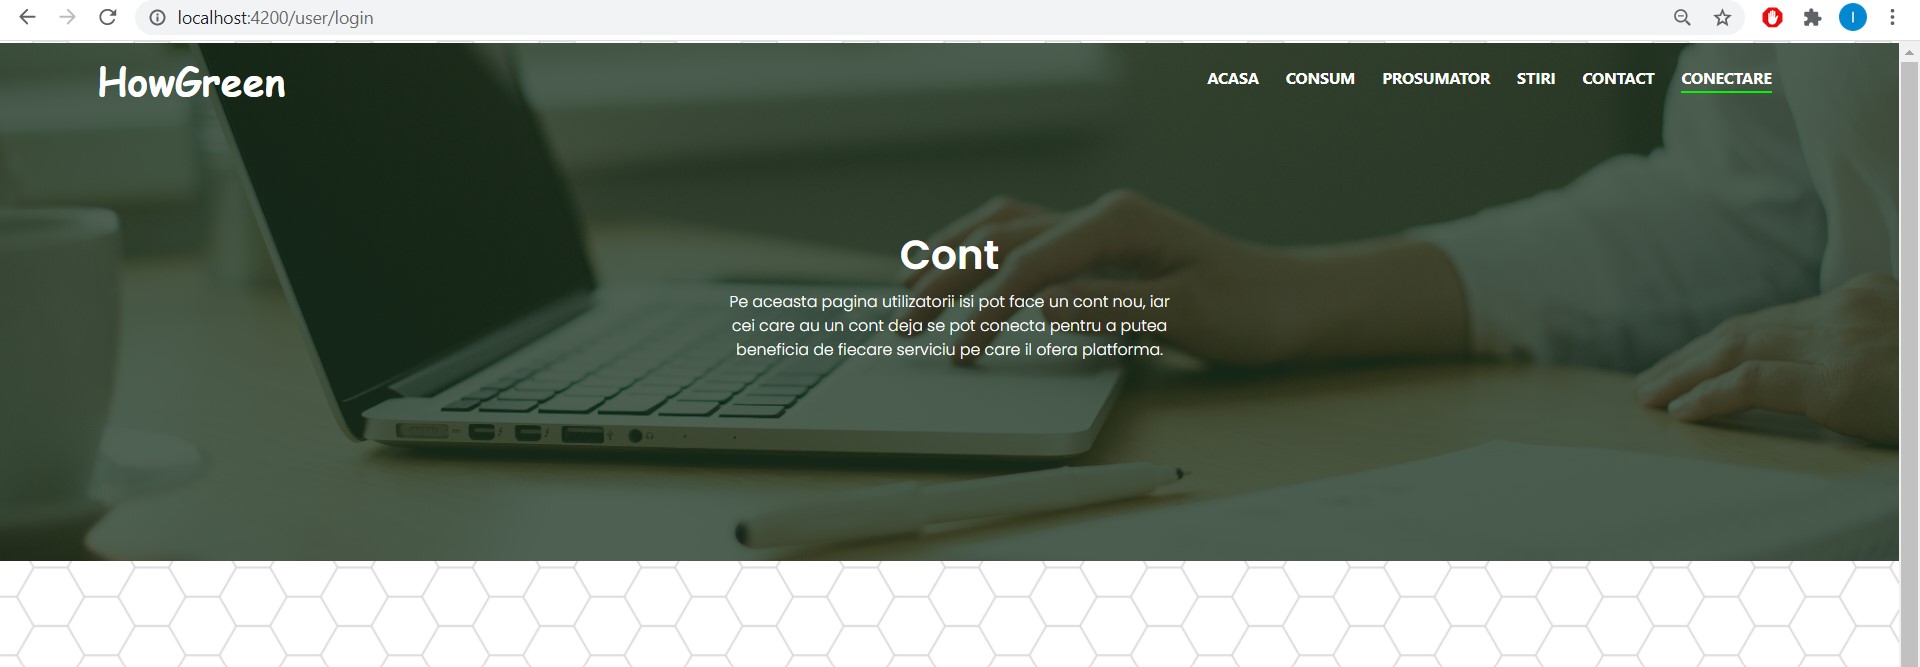 localhost:4200/user/login
I
HowGreen
ACASA CONSUM PROSUMATOR STIRI CONTACT CONECTARE
Cont
Pe aceasta pagina utilizatorii isi pot face un cont nou, iar
cei care au un cont deja se pot conecta pentru a putea
beneficia de fiecare serviciu pe care il ofera platforma.